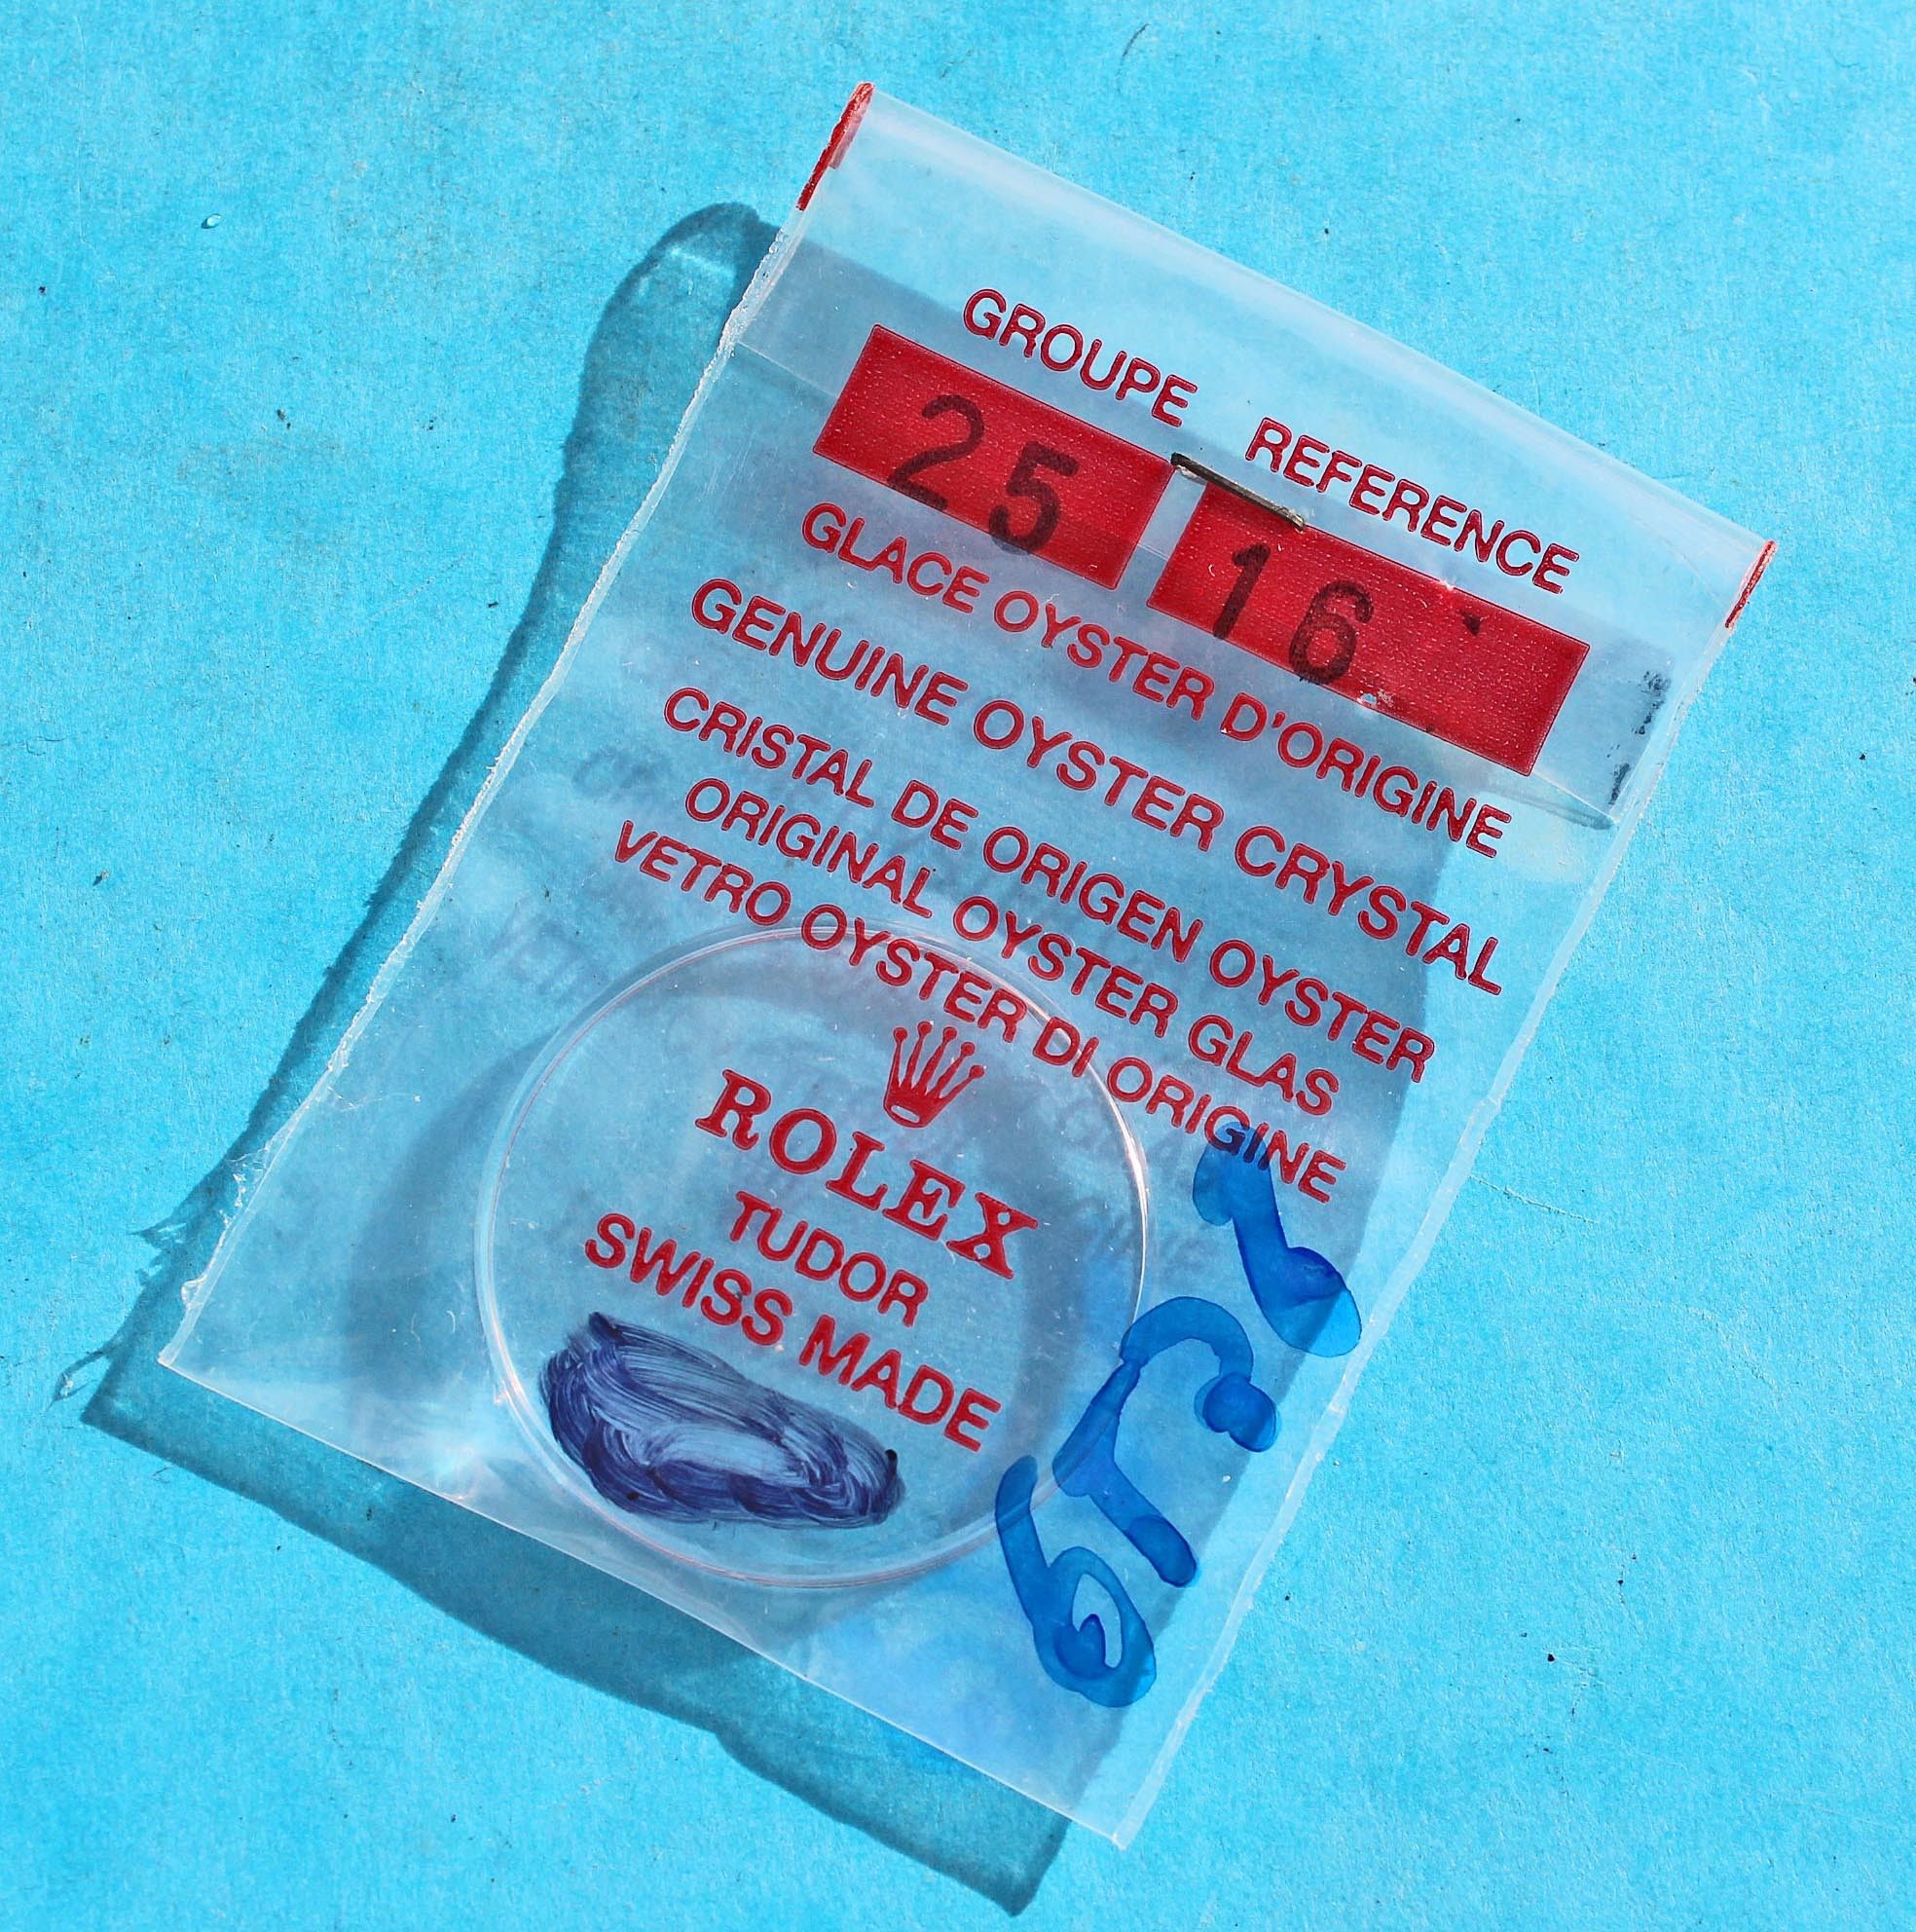 GROUPE REFERENCE
25 16
GLACE OYSTER D'ORIGINE
GENUINE OYSTER CRYSTAL
CRISTAL DE ORIGEN OYSTER
ORIGINAL OYSTER GLAS
VETRO OYSTER DI ORIGINE
ROLEX
TUDOR
SWISS MADE